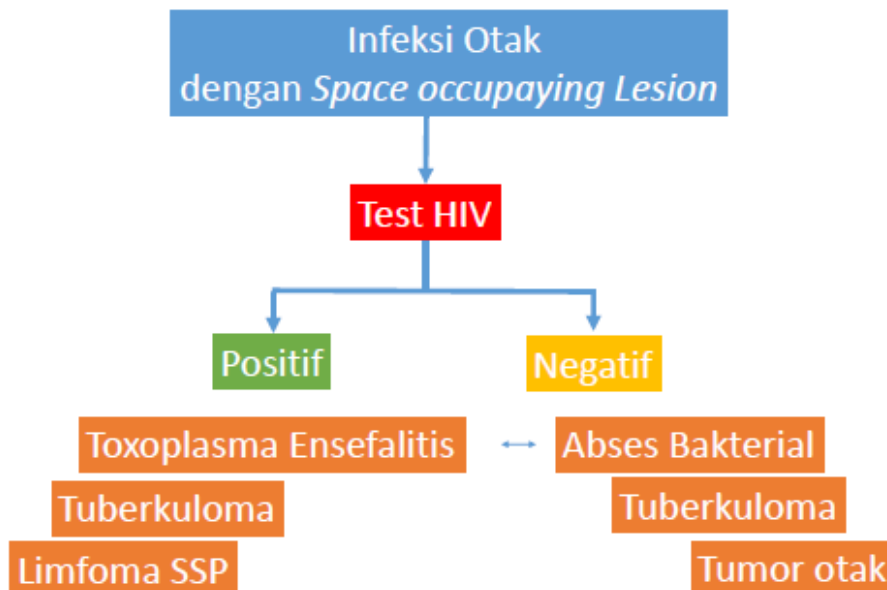 Infeksi Otak
dengan Space occupaying Lesion
Test HIV
Positif
Negatif
Toxoplasma Ensefalitis
Abses Bakterial
Tuberkuloma
Tuberkuloma
Limfoma SSP
Tumor otak